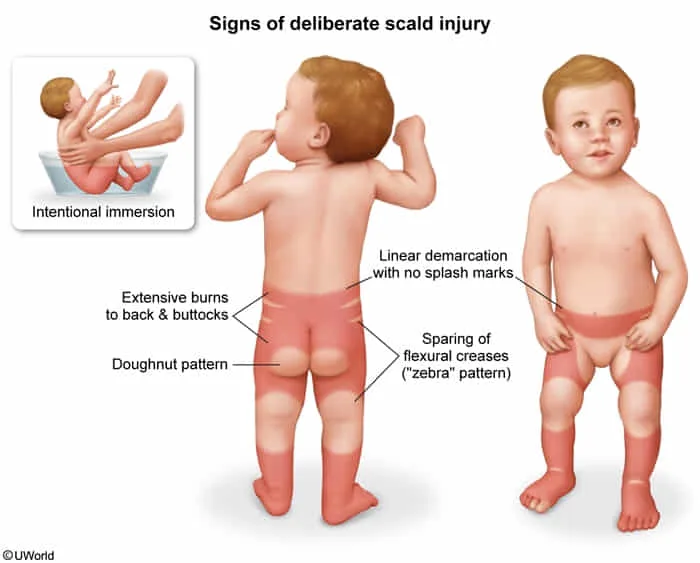 Signs of deliberate scald injury
Intentional immersion
Linear demarcation
with no splash marks
Extensive burns
to back & buttocks
Doughnut pattern
Sparing of
flexural creases
("zebra" pattern)
©UWorld